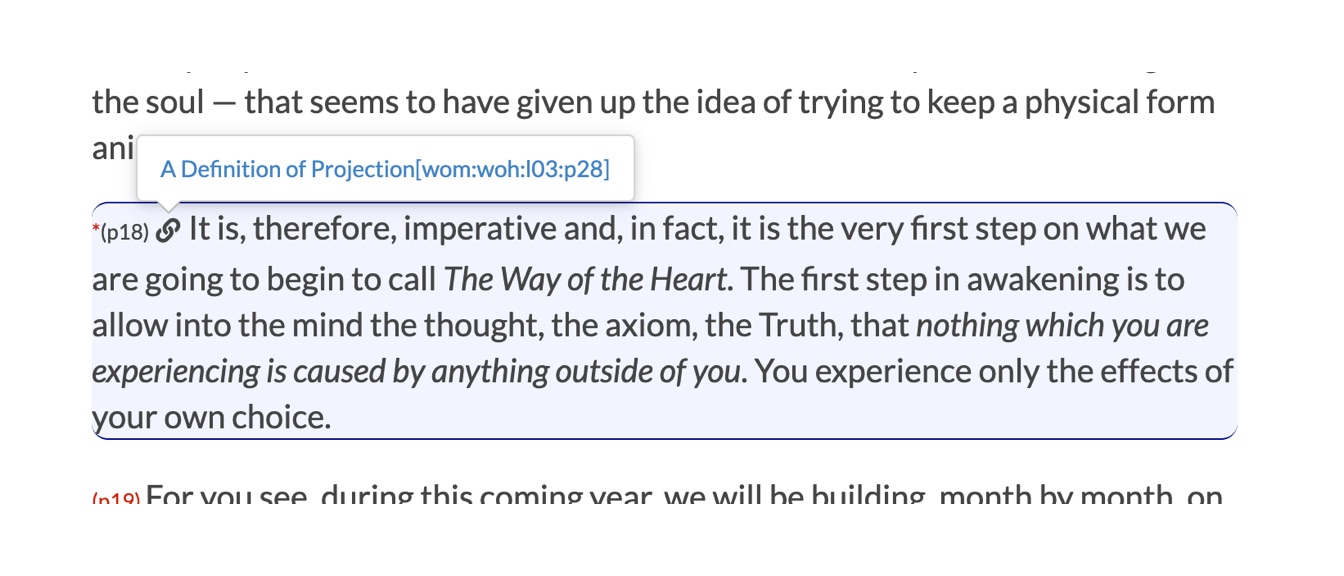 the soul — that seems to have given up the idea of trying to keep a physical form
ani
A Definition of Projection[wom:woh:l03:p28]
*(p18) It is, therefore, imperative and, in fact, it is the very first step on what we
are going to begin to call The Way of the Heart. The first step in awakening is to
allow into the mind the thought, the axiom, the Truth, that nothing which you are
experiencing is caused by anything outside of you. You experience only the effects of
your own choice.
(p19) For you see, during this coming year, we will be building, month by month, on